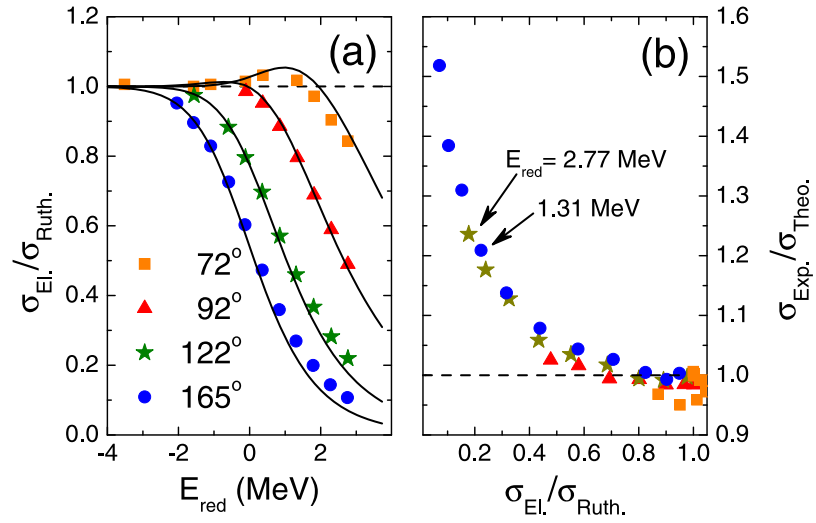 (a)
1.2
1.0
0.8
0.6
0.4
0.2
0.0
σEl./σRuth.
72°
92°
122°
165°
-4 -2 0 2
Ered (MeV)
(b)
Ered= 2.77 MeV
1.31 MeV
1.6
1.5
1.4
1.3
1.2
1.1
1.0
0.9
σExp./σTheo.
0.2 0.4 0.6 0.8 1.0
σEl./σRuth.